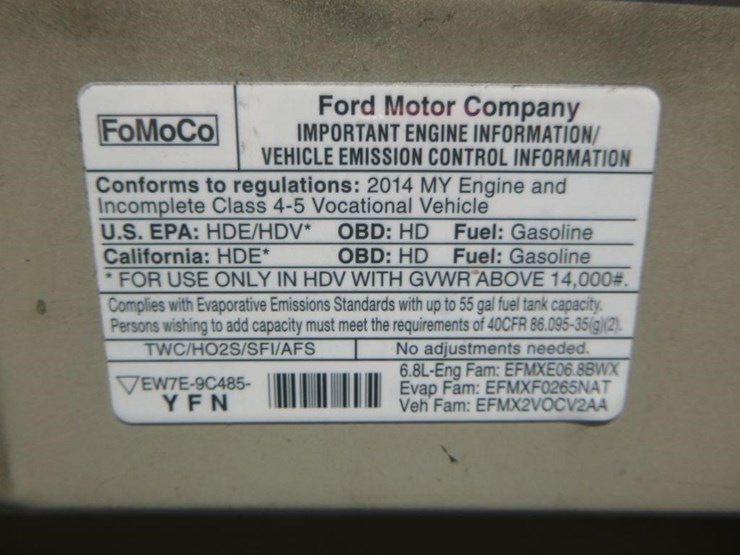 FoMoCo
Ford Motor Company
IMPORTANT ENGINE INFORMATION/
VEHICLE EMISSION CONTROL INFORMATION
Conforms to regulations: 2014 MY Engine and
Incomplete Class 4-5 Vocational Vehicle
U.S. EPA: HDE/HDV* OBD: HD Fuel: Gasoline
California: HDE* OBD: HD Fuel: Gasoline
* FOR USE ONLY IN HDV WITH GVWR ABOVE 14,000#.
Complies with Evaporative Emissions Standards with up to 55 gal fuel tank capacity.
Persons wishing to add capacity must meet the requirements of 40CFR 86.095-35(g)(2).
TWC/HO2S/SFI/AFS No adjustments needed.
EW7E-9C485-
YFN
6.8L-Eng Fam: EFMXE06.8BWX
Evap Fam: EFMXF0265NAT
Veh Fam: EFMX2VOCV2AA